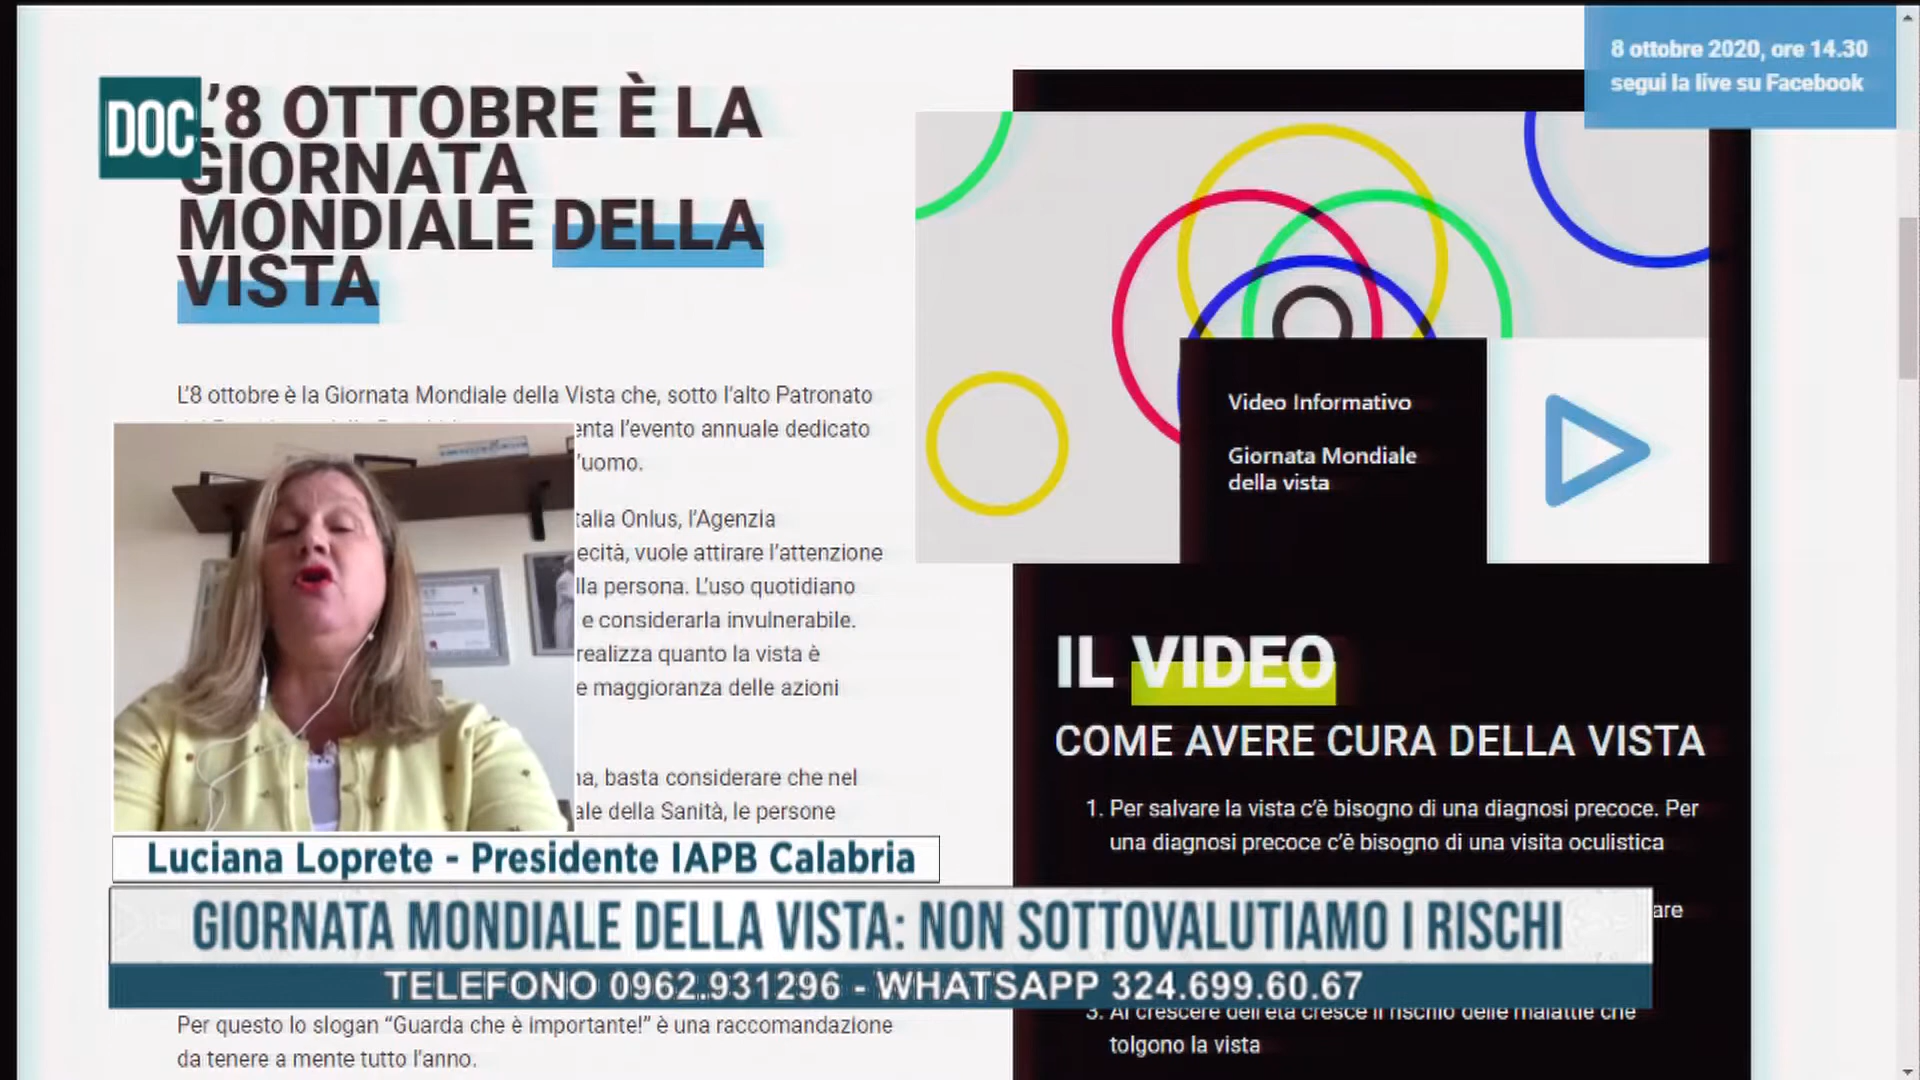 8 ottobre 2020, ore 14.30
segui la live su Facebook
DOC
L'8 OTTOBRE È LA
GIORNATA
MONDIALE DELLA
VISTA
L'8 ottobre è la Giornata Mondiale della Vista che, sotto l'alto Patronato
enta l'evento annuale dedicato
l'uomo.
talia Onlus, l'Agenzia
ecità, vuole attirare l'attenzione
lla persona. L'uso quotidiano
e considerarla invulnerabile.
realizza quanto la vista è
e maggioranza delle azioni
na, basta considerare che nel
ale della Sanità, le persone
Video Informativo
Giornata Mondiale
della vista
IL VIDEO
COME AVERE CURA DELLA VISTA
1. Per salvare la vista c'è bisogno di una diagnosi precoce. Per
una diagnosi precoce c'è bisogno di una visita oculistica
are
Luciana Loprete - Presidente IAPB Calabria
GIORNATA MONDIALE DELLA VISTA: NON SOTTOVALUTIAMO I RISCHI
TELEFONO 0962.931296 - WHATSAPP 324.699.60.67
Per questo lo slogan “Guarda che è importante!” è una raccomandazione
da tenere a mente tutto l'anno.
3. Al crescere dell'età cresce il rischio delle malattie che
tolgono la vista